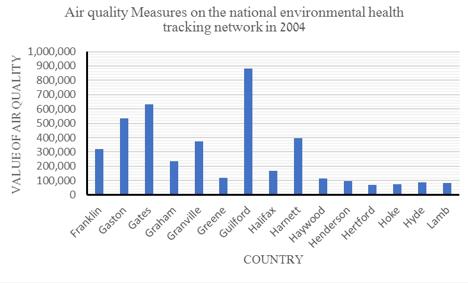 Air quality Measures on the national environmental health
tracking network in 2004
VALUE OF AIR QUALITY
1,000,000
900,000
800,000
700,000
600,000
500,000
400,000
300,000
200,000
100,000
0
Franklin
Gaston
Gates
Graham
Granville
Greene
Guilford
Halifax
Harnett
Haywood
Henderson
Hertford
Hoke
Hyde
Lamb
COUNTRY